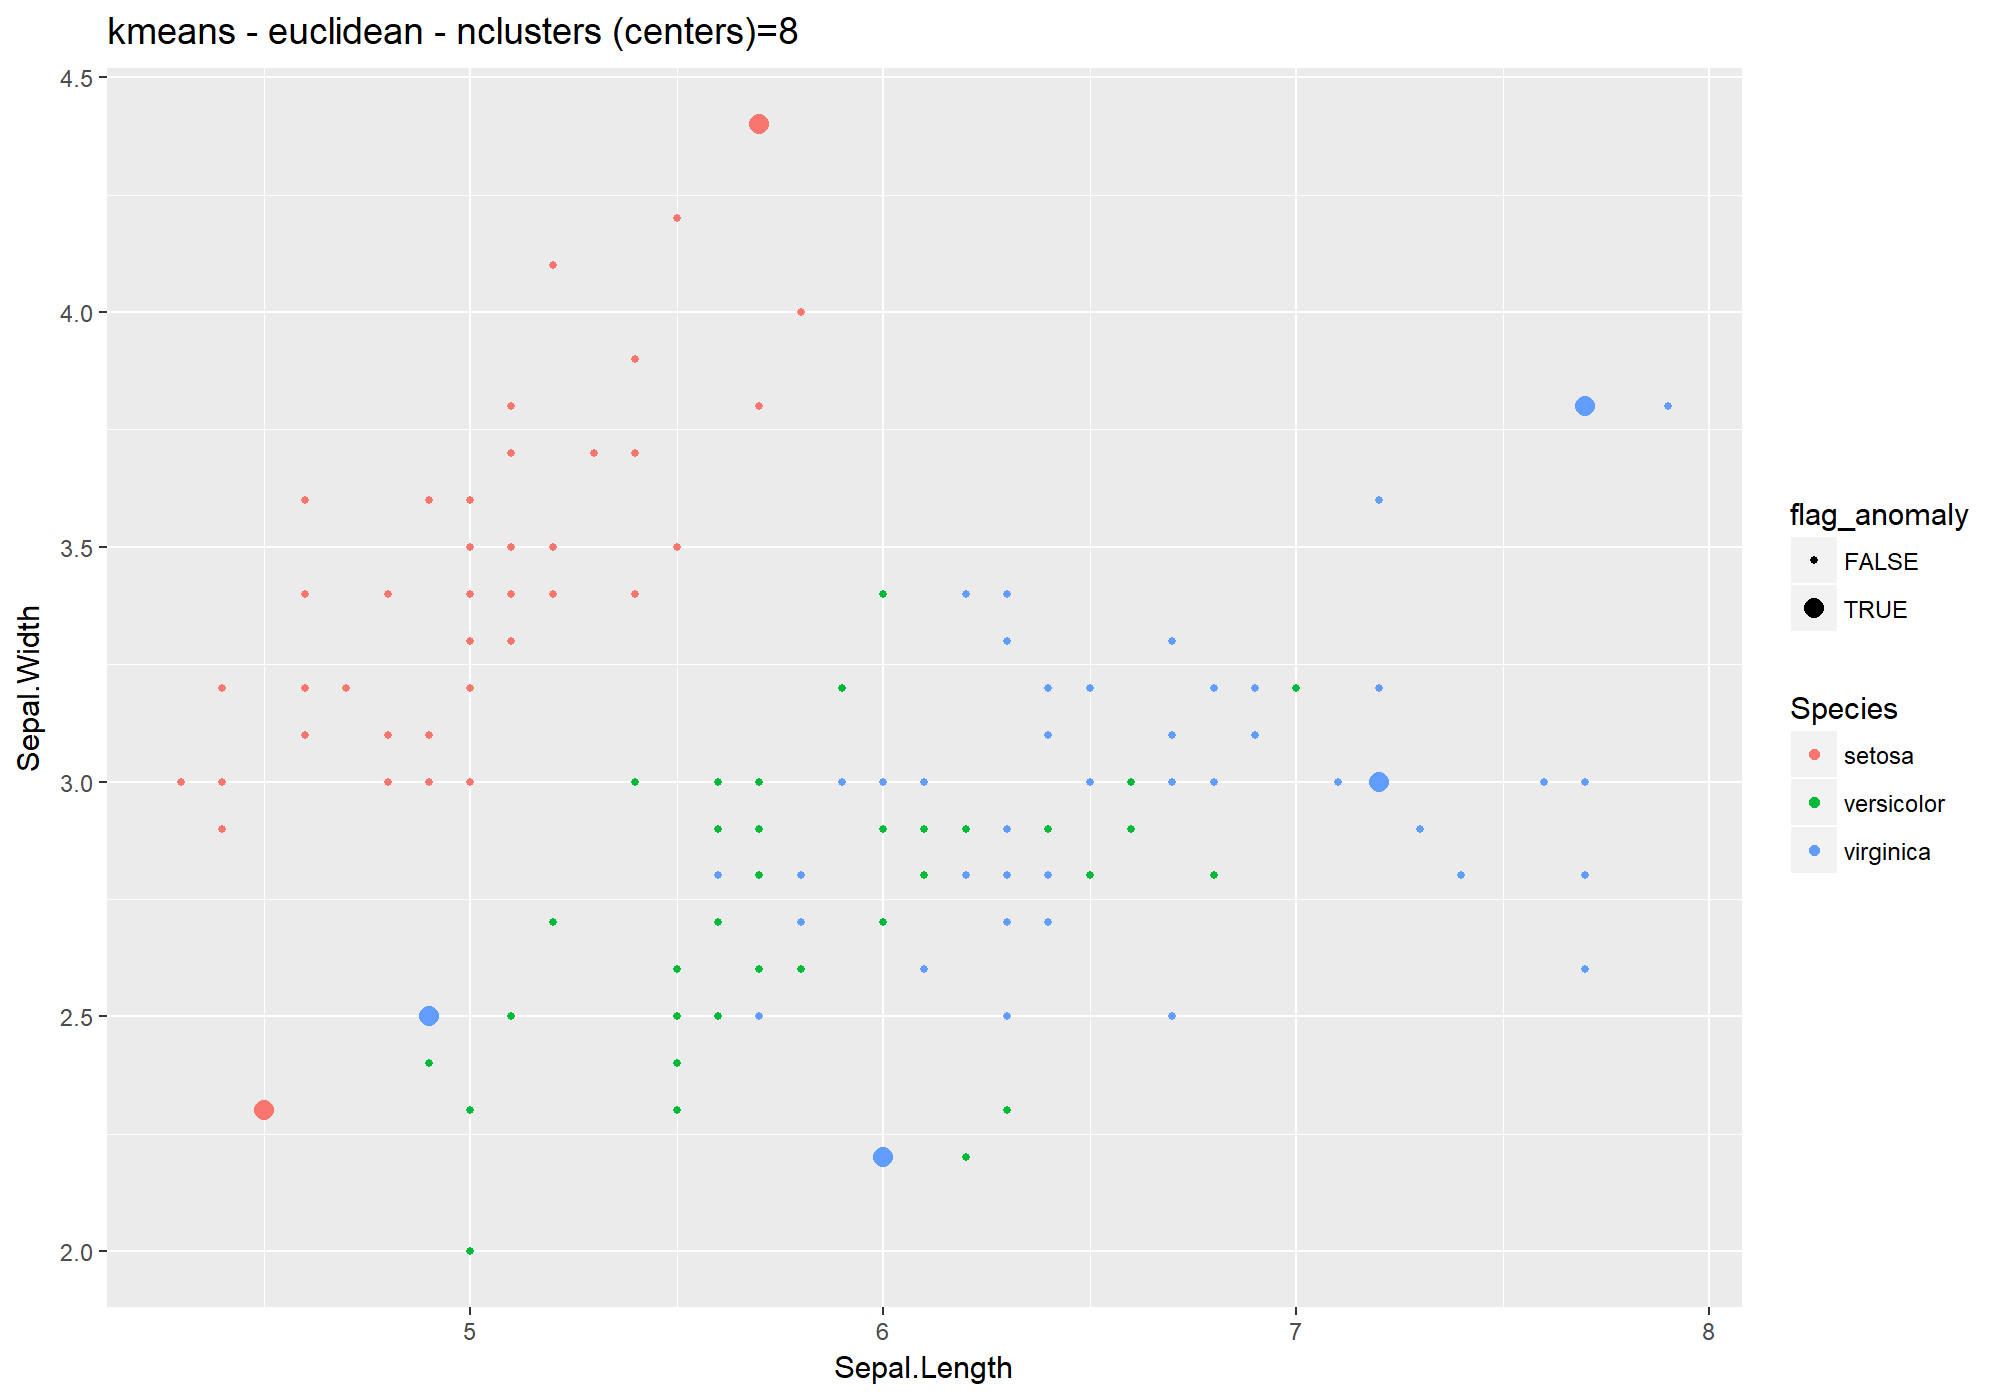 kmeans - euclidean - nclusters (centers)=8
4.5
4.0
3.5
3.0
2.5
2.0
Sepal.Width
5
6
7
8
Sepal.Length
flag_anomaly
FALSE
TRUE
Species
setosa
versicolor
virginica